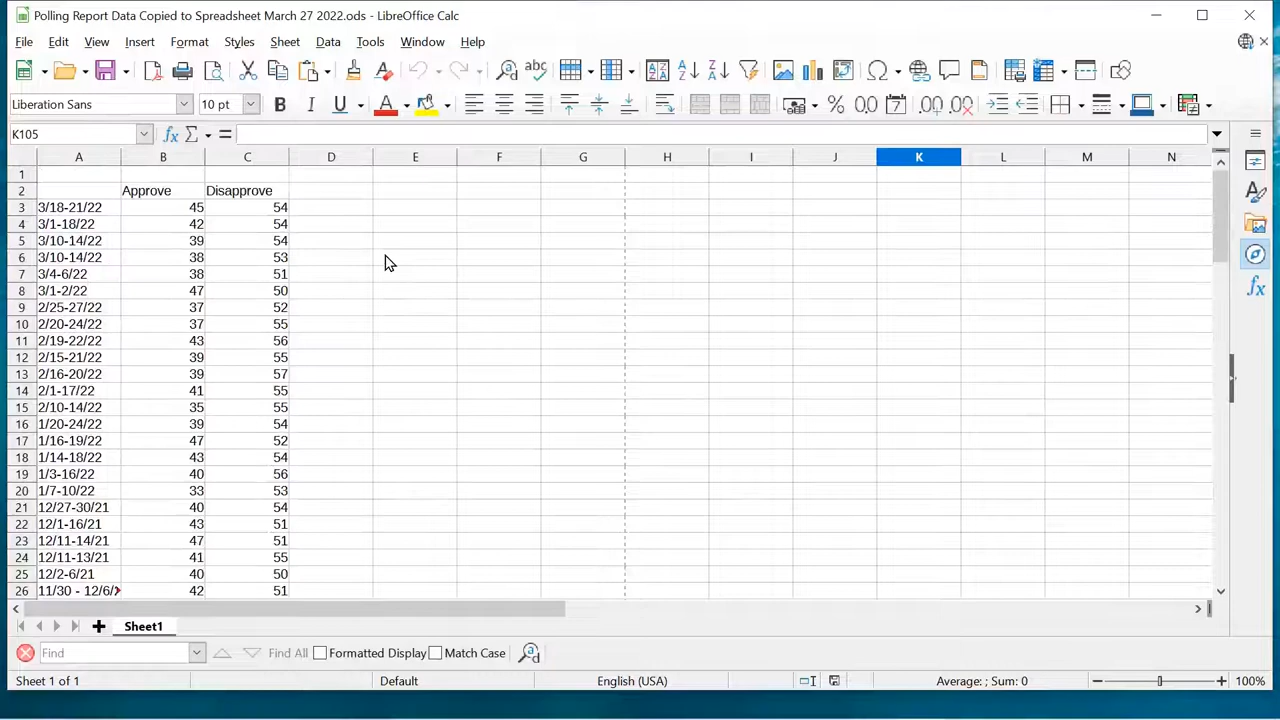 Polling Report Data Copied to Spreadsheet March 27 2022.ods - LibreOffice Calc
File Edit View Insert Format Styles Sheet Data Tools Window Help
Liberation Sans 10 pt B I U A % 0.0 7 .00 .00
K105 fx Σ =
A B C D E F G H I J K L M N
1
2 Approve Disapprove
3 3/18-21/22 45 54
4 3/1-18/22 42 54
5 3/10-14/22 39 54
6 3/10-14/22 38 53
7 3/4-6/22 38 51
8 3/1-2/22 47 50
9 2/25-27/22 37 52
10 2/20-24/22 37 55
11 2/19-22/22 43 56
12 2/15-21/22 39 55
13 2/16-20/22 39 57
14 2/1-17/22 41 55
15 2/10-14/22 35 55
16 1/20-24/22 39 54
17 1/16-19/22 47 52
18 1/14-18/22 43 54
19 1/3-16/22 40 56
20 1/7-10/22 33 53
21 12/27-30/21 40 54
22 12/1-16/21 43 51
23 12/11-14/21 47 51
24 12/11-13/21 41 55
25 12/2-6/21 40 50
26 11/30 - 12/6/ 42 51
Sheet1
Find Find All Formatted Display Match Case
Sheet 1 of 1 Default English (USA) Average: ; Sum: 0 100%